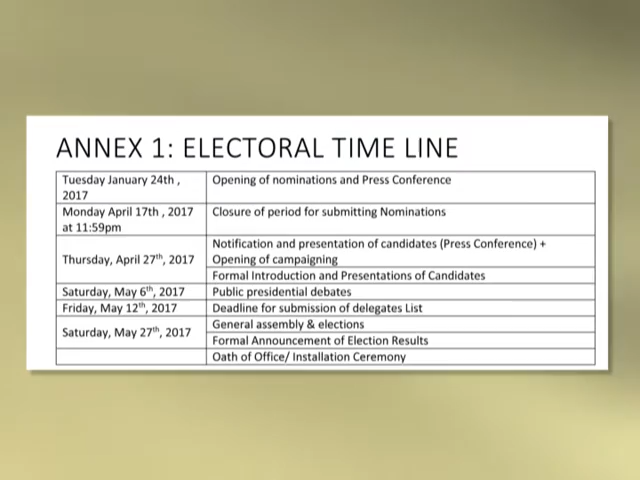 ANNEX 1: ELECTORAL TIME LINE
Tuesday January 24th ,
2017
Opening of nominations and Press Conference
Monday April 17th , 2017
at 11:59pm
Closure of period for submitting Nominations
Thursday, April 27th, 2017
Notification and presentation of candidates (Press Conference) +
Opening of campaigning
Formal Introduction and Presentations of Candidates
Saturday, May 6th, 2017
Public presidential debates
Friday, May 12th, 2017
Deadline for submission of delegates List
Saturday, May 27th, 2017
General assembly & elections
Formal Announcement of Election Results
Oath of Office/ Installation Ceremony